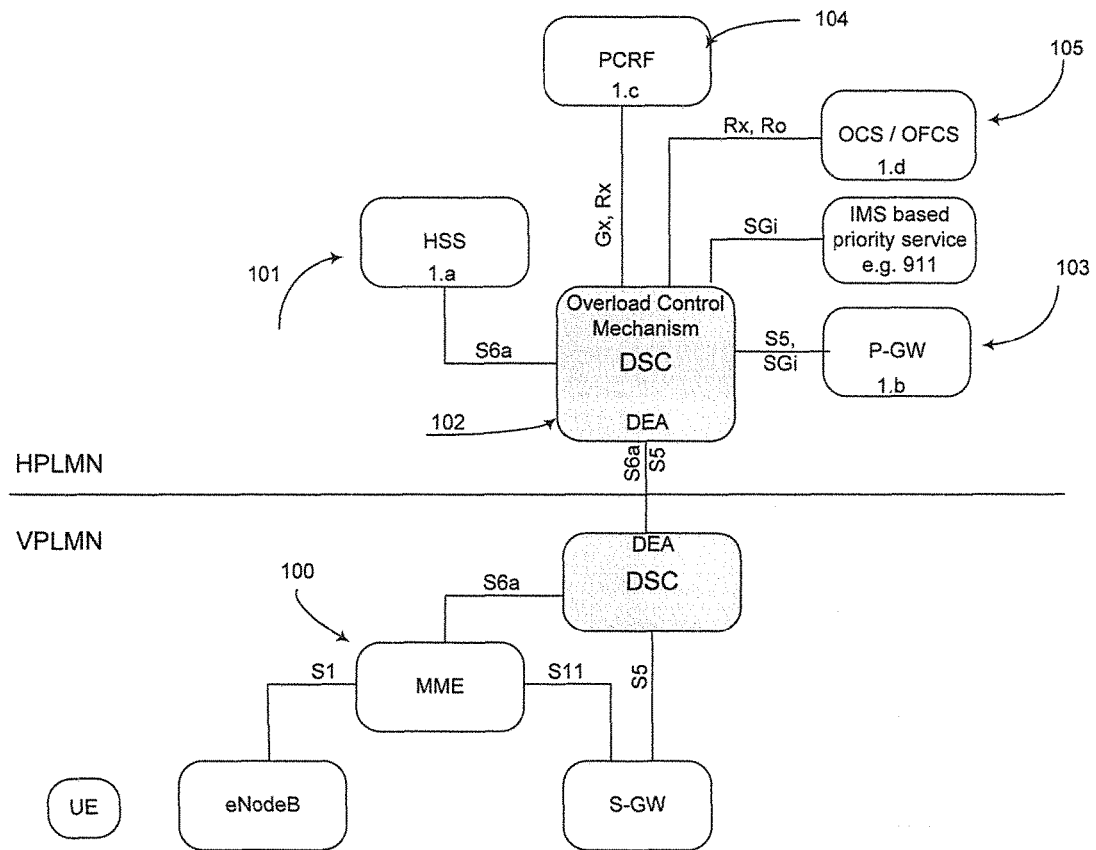 104
PCRF
1.c
105
Rx, Ro
OCS / OFCS
1.d
Gx, Rx
IMS based
priority service
e.g. 911
SGi
HSS
1.a
101
103
Overload Control
Mechanism
DSC
DEA
S6a
S5,
SGi
P-GW
1.b
102
S6a
S5
HPLMN
VPLMN
DEA
DSC
100
S6a
S1
MME
S11
S5
UE
eNodeB
S-GW